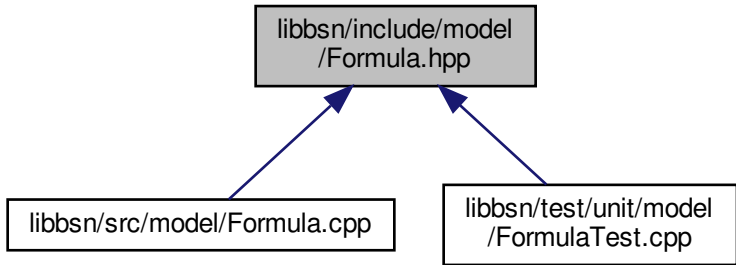 libbsn/include/model
/Formula.hpp
libbsn/src/model/Formula.cpp
libbsn/test/unit/model
/FormulaTest.cpp